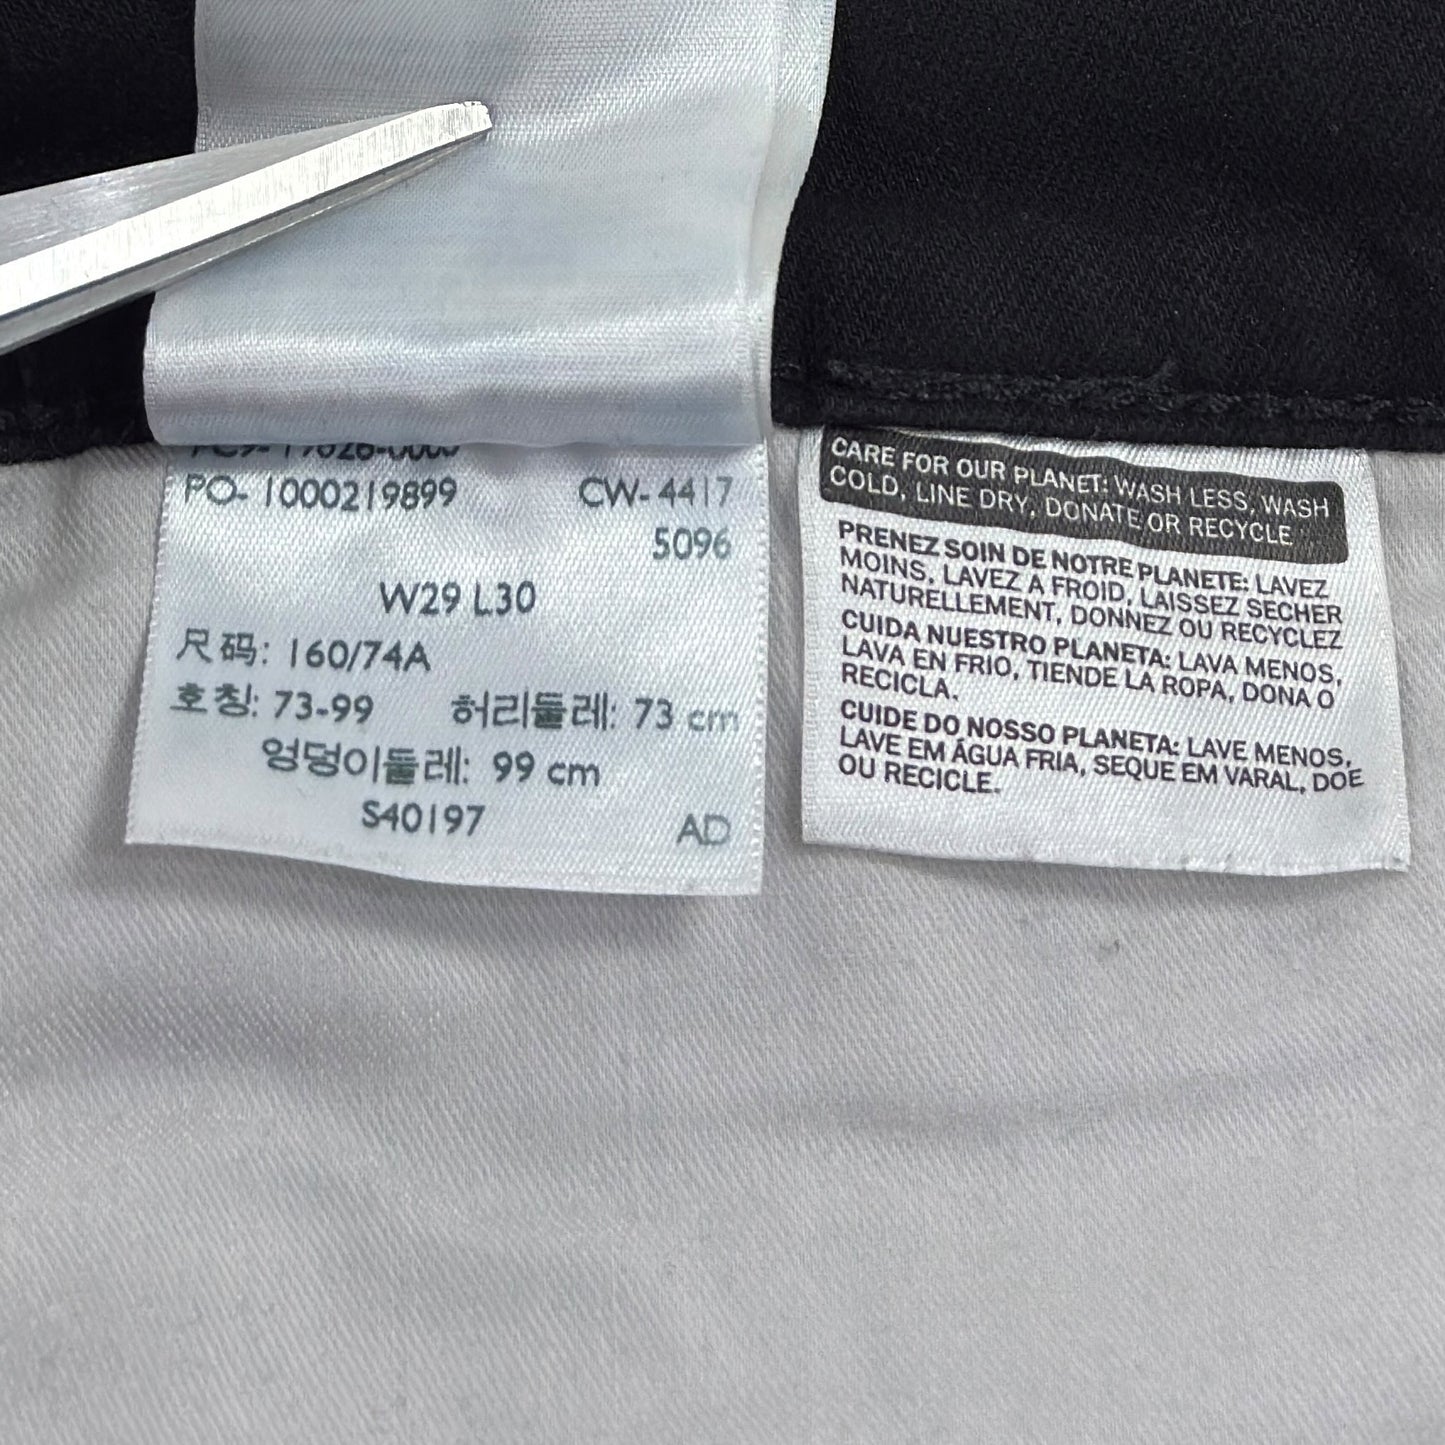 PC9-19626-0000
PO- 1000219899 CW- 4417
5096
W29 L30
尺码: 160/74A
호칭: 73-99 허리둘레: 73 cm
엉덩이둘레: 99 cm
S40197 AD
CARE FOR OUR PLANET: WASH LESS, WASH
COLD, LINE DRY, DONATE OR RECYCLE
PRENEZ SOIN DE NOTRE PLANETE: LAVEZ
MOINS, LAVEZ A FROID, LAISSEZ SECHER
NATURELLEMENT, DONNEZ OU RECYCLEZ
CUIDA NUESTRO PLANETA: LAVA MENOS,
LAVA EN FRIO, TIENDE LA ROPA, DONA O
RECICLA.
CUIDE DO NOSSO PLANETA: LAVE MENOS,
LAVE EM ÁGUA FRIA, SEQUE EM VARAL, DOE
OU RECICLE.